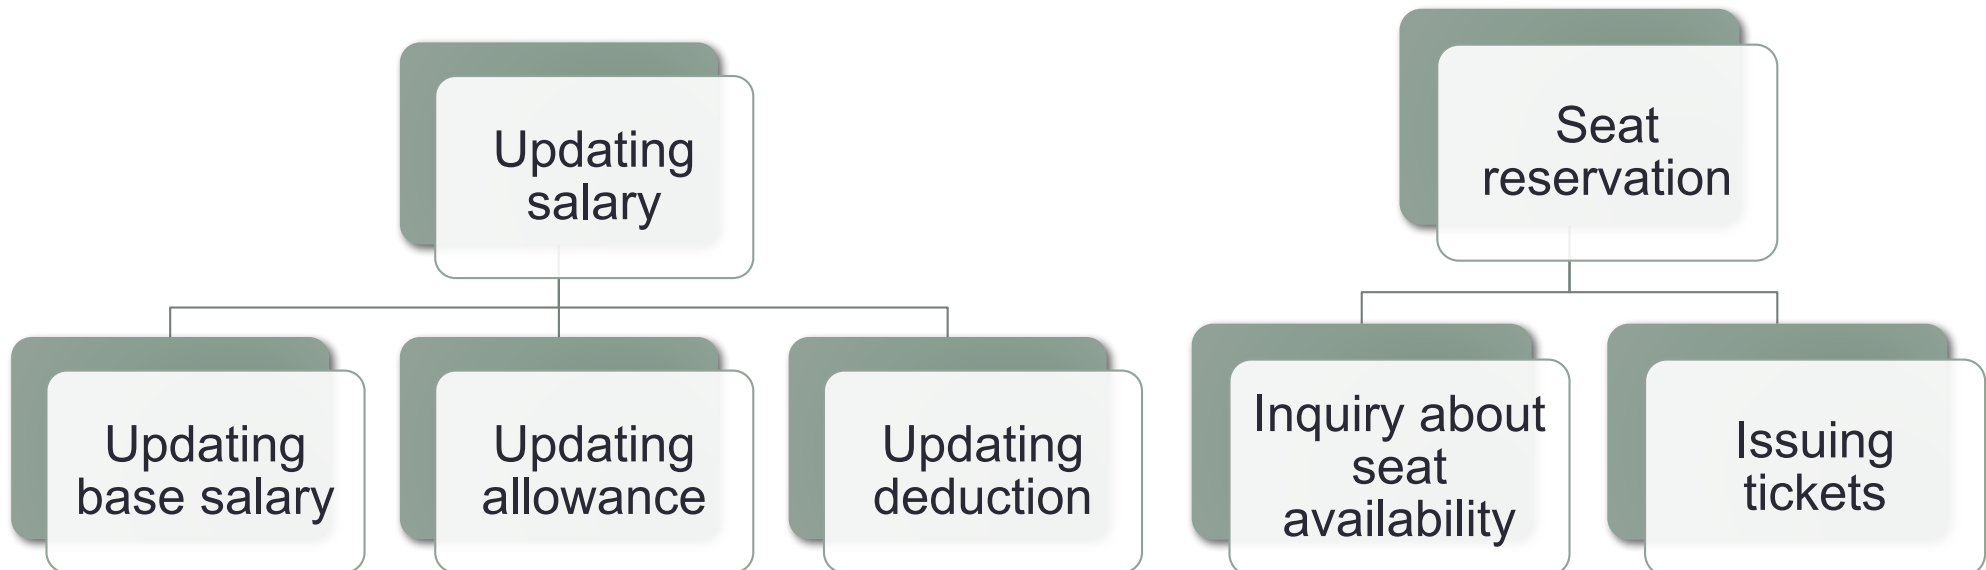 Updating
salary
Seat
reservation
Updating
base salary
Updating
allowance
Updating
deduction
Inquiry about
seat
availability
Issuing
tickets